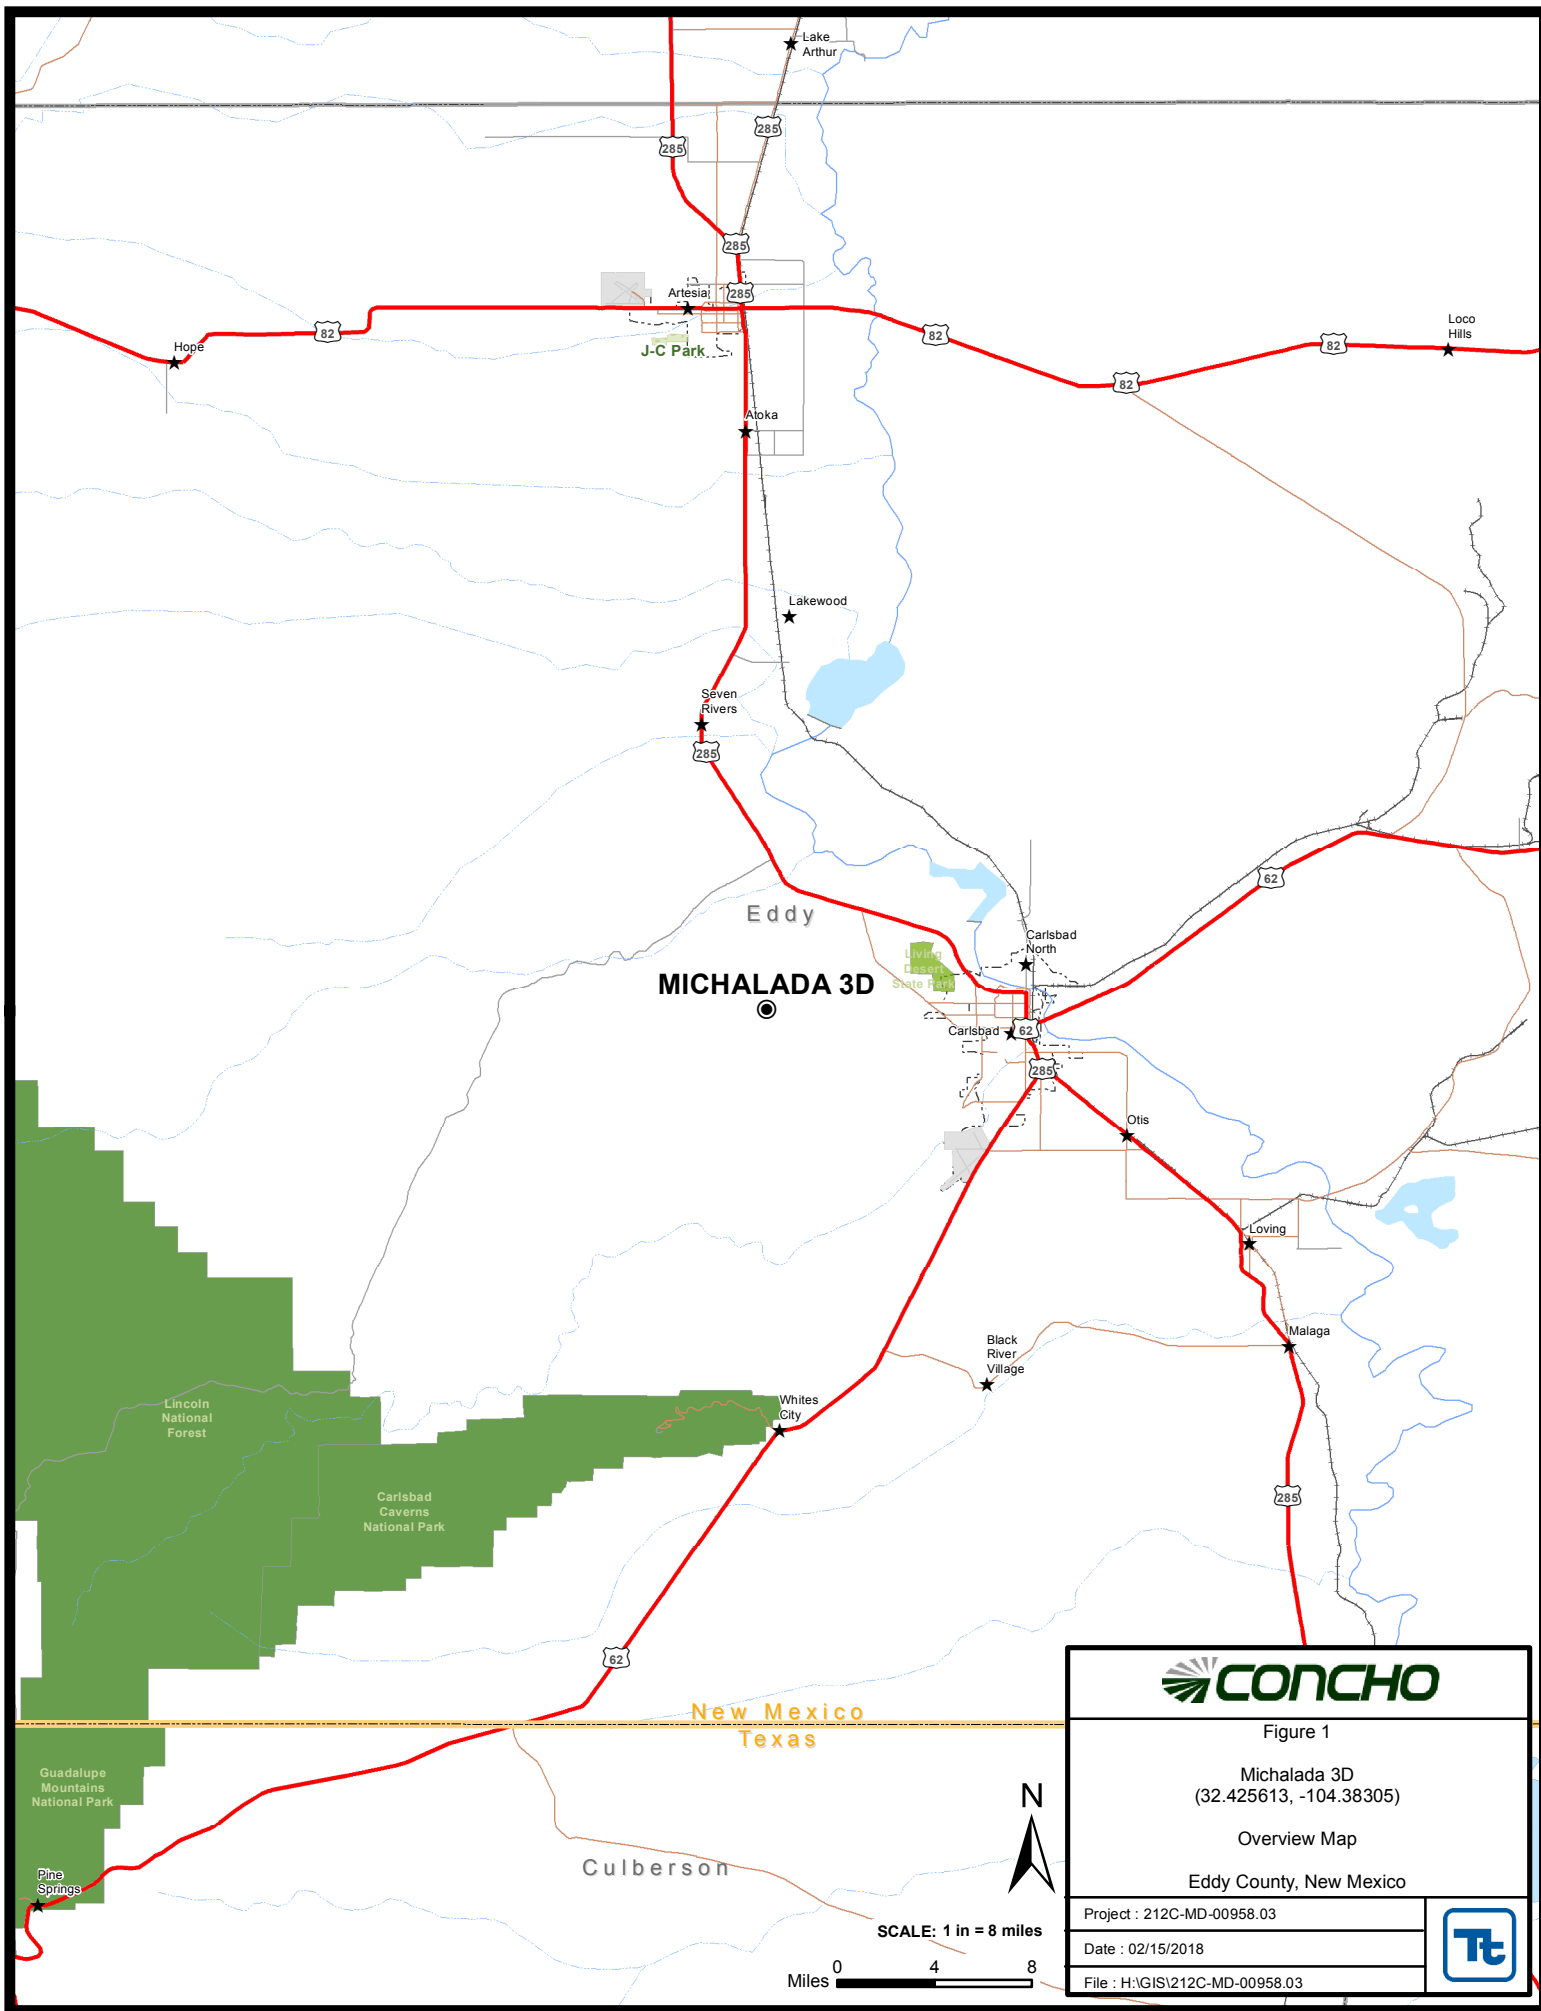 Lake
Arthur
285
285
285
285
Artesia
82
Hope
J-C Park
82
82
82
Loco
Hills
Atoka
Lakewood
Seven
Rivers
285
62
Eddy
Carlsbad
North
Living
Desert
State Park
MICHALADA 3D
Carlsbad
62
285
Otis
Loving
Malaga
Black
River
Village
Whites
City
Lincoln
National
Forest
Carlsbad
Caverns
National Park
285
62
New Mexico
Texas
Guadalupe
Mountains
National Park
Pine
Springs
Culberson
N
SCALE: 1 in = 8 miles
Miles 0 4 8
CONCHO
Figure 1
Michalada 3D
(32.425613, -104.38305)
Overview Map
Eddy County, New Mexico
Project : 212C-MD-00958.03
Date : 02/15/2018
File : H:\GIS\212C-MD-00958.03
Tt